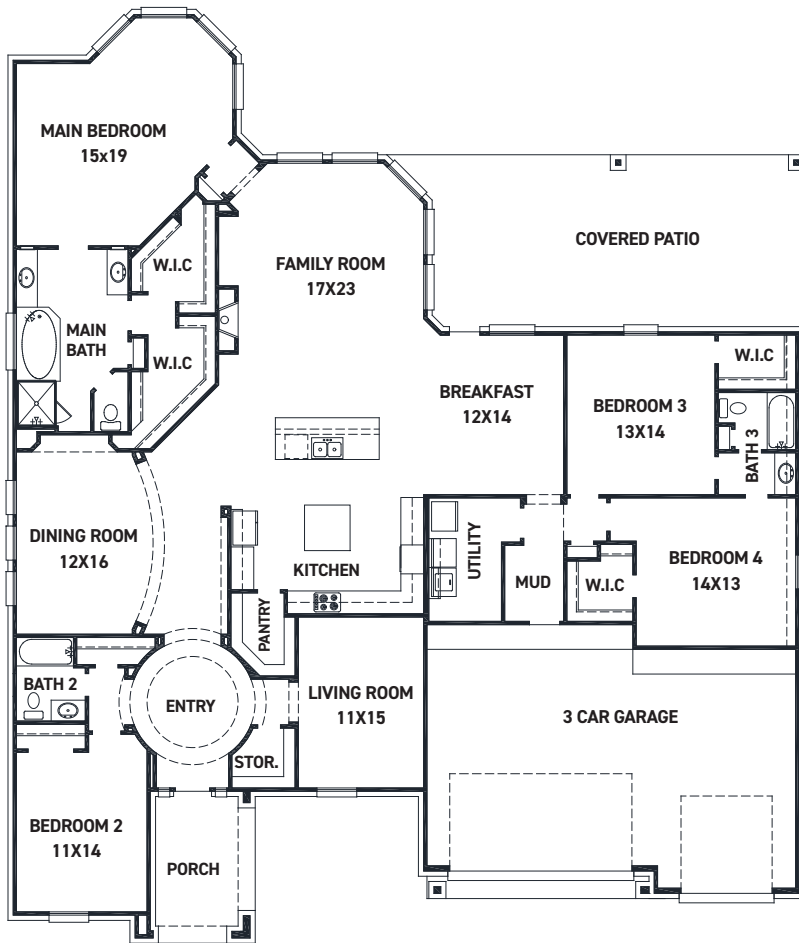 MAIN BEDROOM
15x19
W.I.C
FAMILY ROOM
17X23
COVERED PATIO
MAIN
BATH
W.I.C
W.I.C
BREAKFAST
12X14
BEDROOM 3
13X14
BATH 3
DINING ROOM
12X16
KITCHEN
UTILITY
MUD
W.I.C
BEDROOM 4
14X13
PANTRY
BATH 2
ENTRY
LIVING ROOM
11X15
3 CAR GARAGE
STOR.
BEDROOM 2
11X14
PORCH